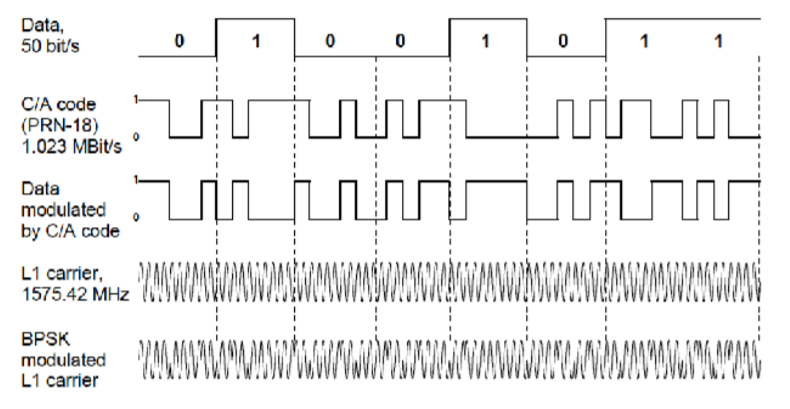 Data,
50 bit/s
0 1 0 0 1 0 1 1
C/A code
(PRN-18)
1.023 MBit/s
1
0
Data
modulated
by C/A code
1
0
L1 carrier,
1575.42 MHz
BPSK
modulated
L1 carrier